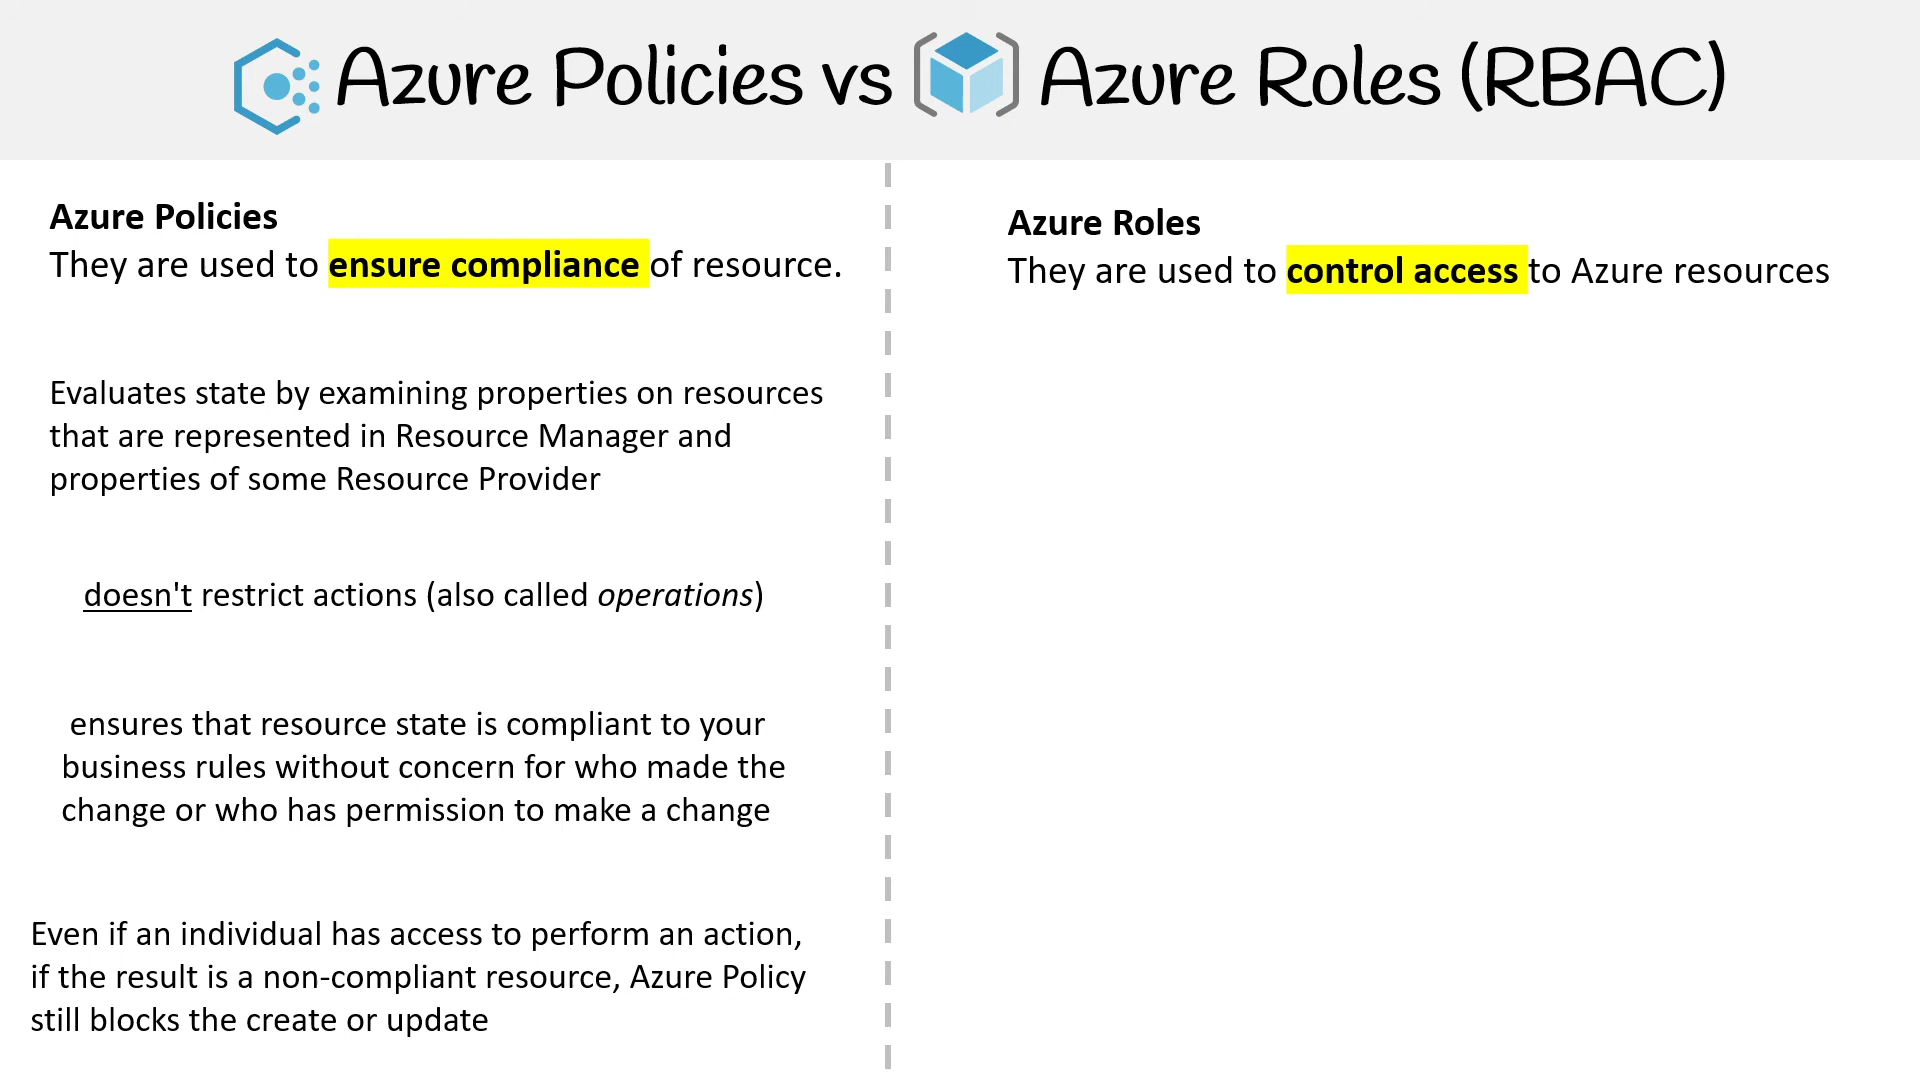 Azure Policies vs Azure Roles (RBAC)
Azure Policies
They are used to ensure compliance of resource.
Evaluates state by examining properties on resources
that are represented in Resource Manager and
properties of some Resource Provider
doesn't restrict actions (also called operations)
ensures that resource state is compliant to your
business rules without concern for who made the
change or who has permission to make a change
Even if an individual has access to perform an action,
if the result is a non-compliant resource, Azure Policy
still blocks the create or update
Azure Roles
They are used to control access to Azure resources